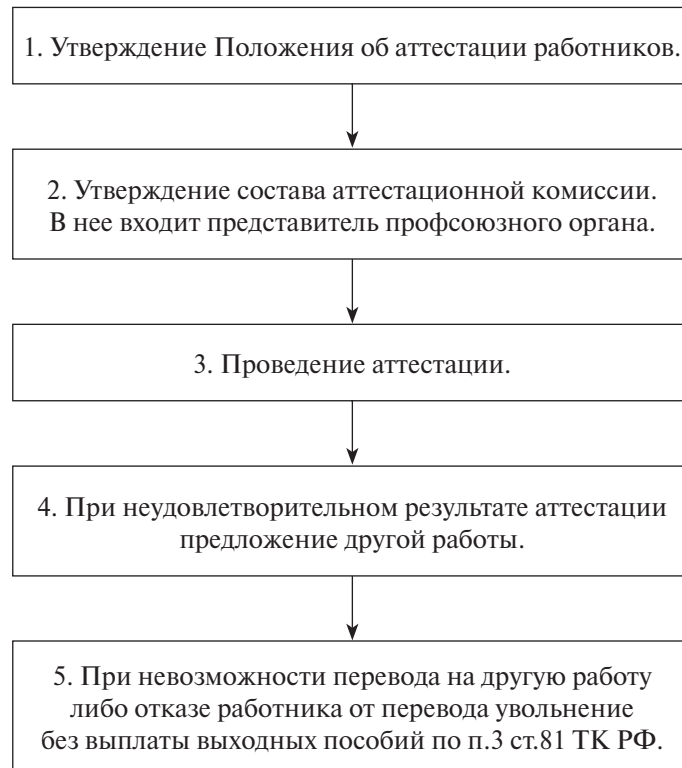 1. Утверждение Положения об аттестации работников.
2. Утверждение состава аттестационной комиссии.
В нее входит представитель профсоюзного органа.
3. Проведение аттестации.
4. При неудовлетворительном результате аттестации
предложение другой работы.
5. При невозможности перевода на другую работу
либо отказе работника от перевода увольнение
без выплаты выходных пособий по п.3 ст.81 ТК РФ.